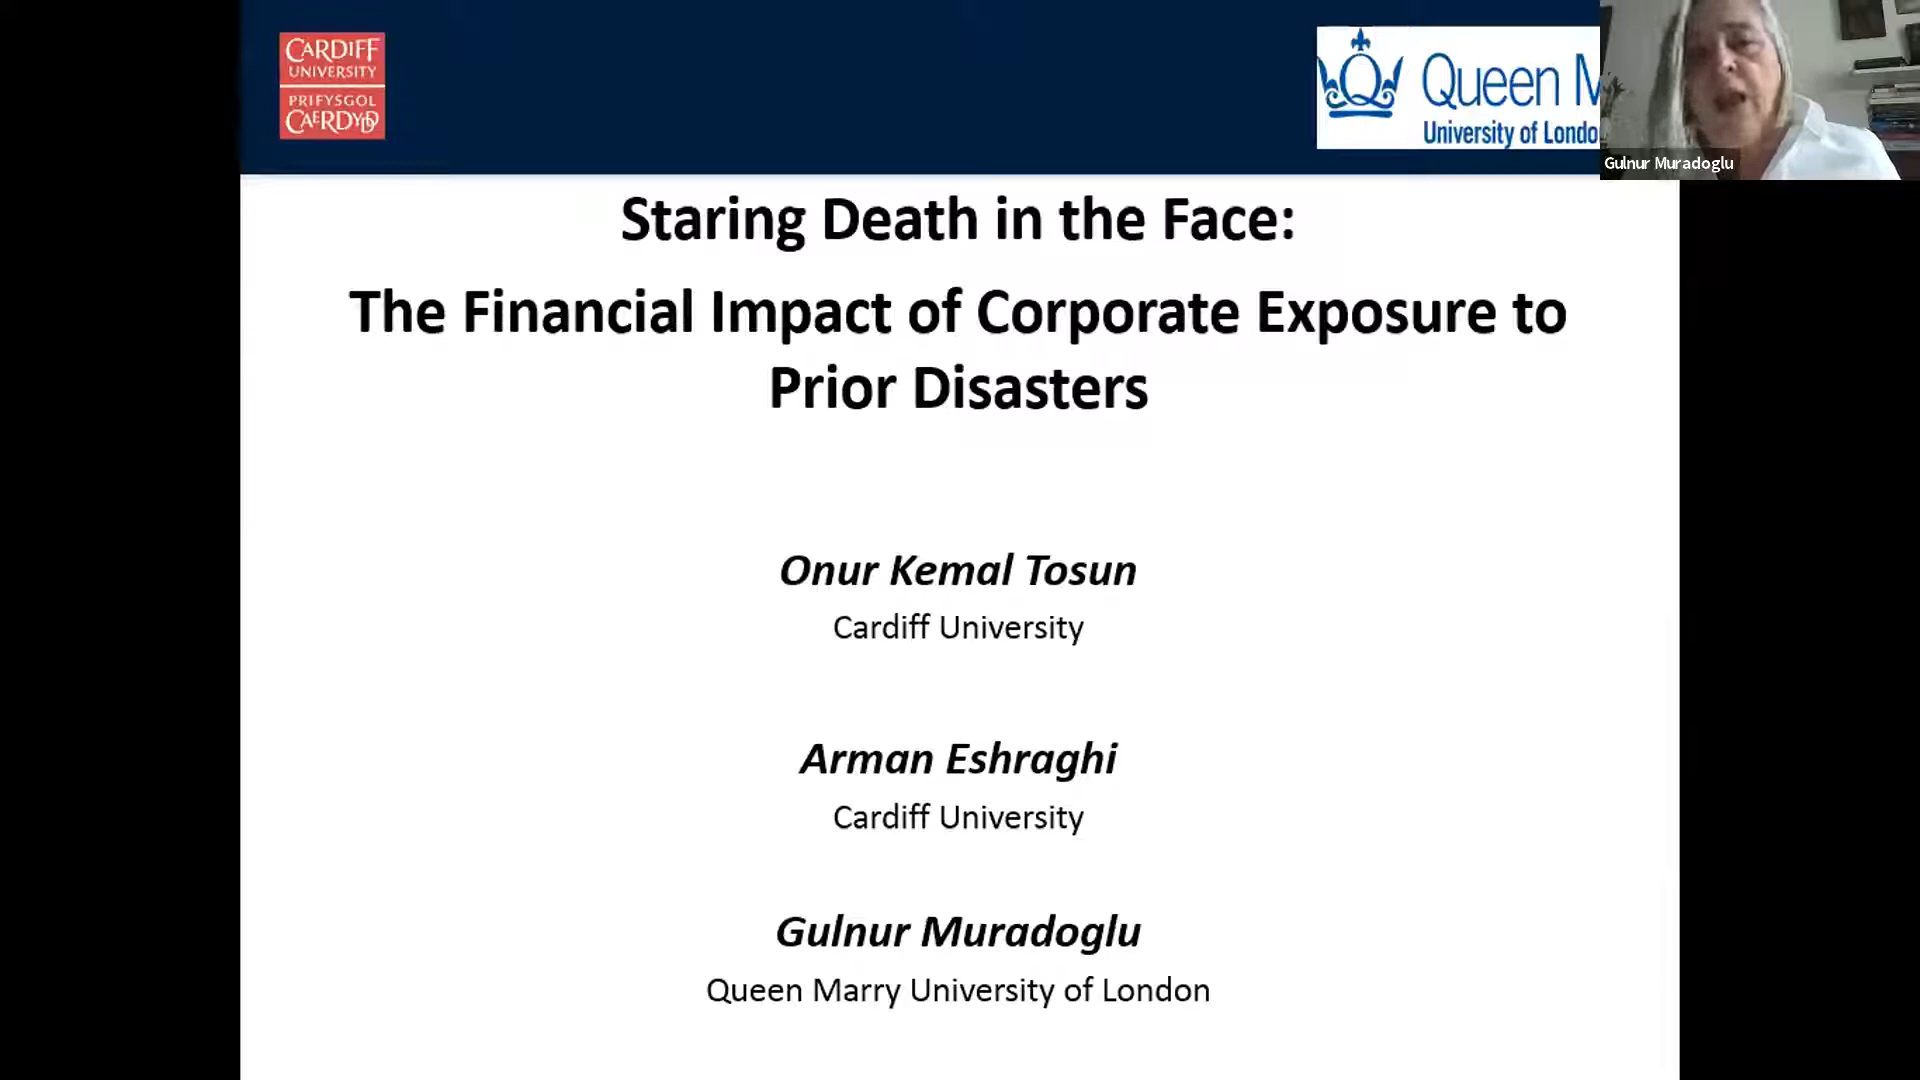 CARDIFF
UNIVERSITY
PRIFYSGOL
CAERDYDD
Queen M
University of Londo
Gulnur Muradoglu
Staring Death in the Face:
The Financial Impact of Corporate Exposure to
Prior Disasters
Onur Kemal Tosun
Cardiff University
Arman Eshraghi
Cardiff University
Gulnur Muradoglu
Queen Marry University of London